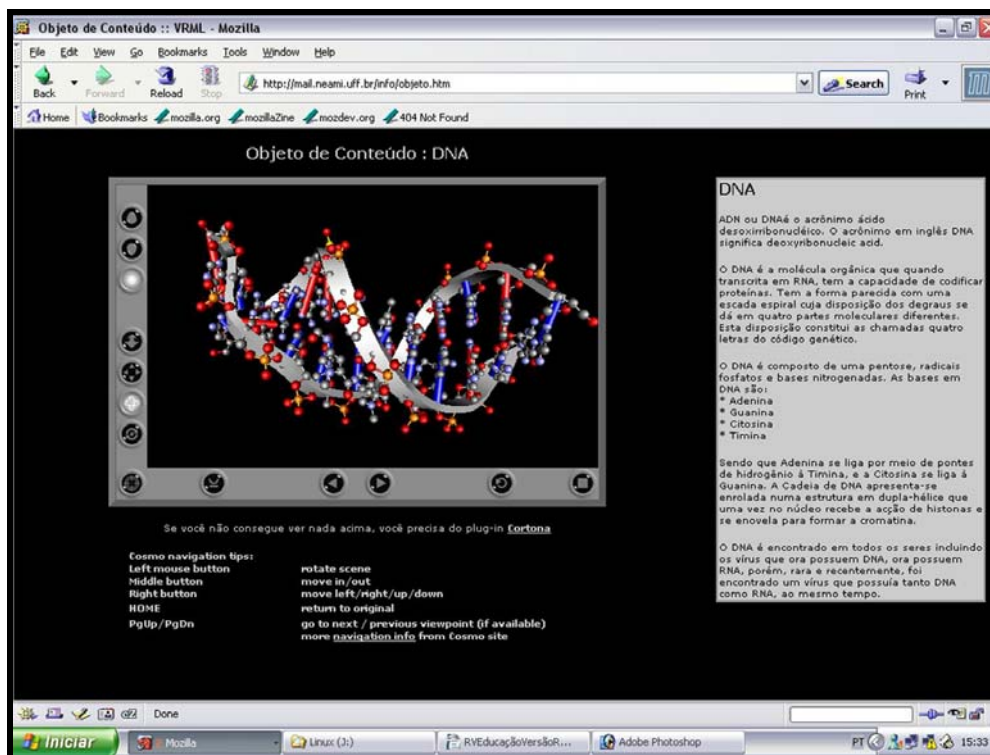 Objeto de Conteúdo :: VRML - Mozilla
File Edit View Go Bookmarks Tools Window Help
Back Forward Reload Stop http://mail.neami.uff.br/info/objeto.htm Search Print
Home Bookmarks mozilla.org mozillaZine mozdev.org 404 Not Found
Objeto de Conteúdo : DNA
Se você não consegue ver nada acima, você precisa do plug-in Cortona
Cosmo navigation tips:
Left mouse button rotate scene
Middle button move in/out
Right button move left/right/up/down
HOME return to original
PgUp/PgDn go to next / previous viewpoint (if available)
more navigation info from Cosmo site
DNA
ADN ou DNAé o acrônimo ácido
desoxirribonucléico. O acrônimo em inglês DNA
significa deoxyribonucleic acid.
O DNA é a molécula orgânica que quando
transcrita em RNA, tem a capacidade de codificar
proteínas. Tem a forma parecida com uma
escada espiral cuja disposição dos degraus se
dá em quatro partes moleculares diferentes.
Esta disposição constitui as chamadas quatro
letras do código genético.
O DNA é composto de uma pentose, radicais
fosfatos e bases nitrogenadas. As bases em
DNA são:
* Adenina
* Guanina
* Citosina
* Timina
Sendo que Adenina se liga por meio de pontes
de hidrogênio á Timina, e a Citosina se liga á
Guanina. A Cadeia de DNA apresenta-se
enrolada numa estrutura em dupla-hélice que
uma vez no núcleo recebe a acção de histonas e
se enovela para formar a cromatina.
O DNA é encontrado em todos os seres incluindo
os vírus que ora possuem DNA, ora possuem
RNA, porém, rara e recentemente, foi
encontrado um vírus que possuía tanto DNA
como RNA, ao mesmo tempo.
Done
Iniciar Mozilla Linux (J:) RVEducaçãoVersãoR... Adobe Photoshop PT 15:33